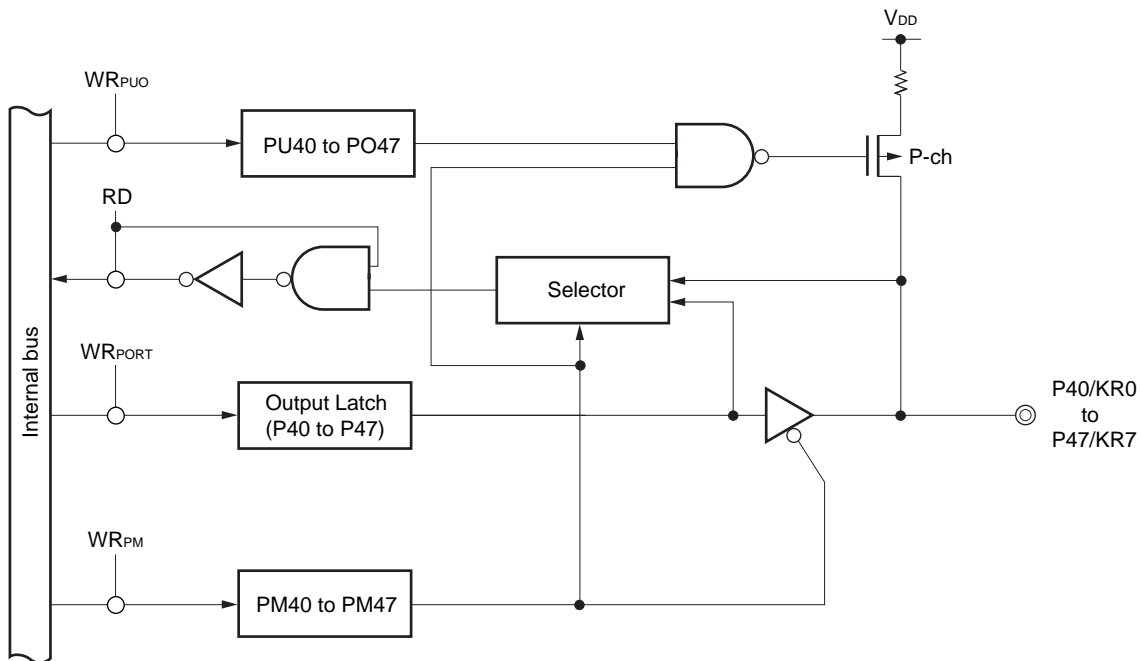 VDD
WRPUO
PU40 to PO47
P-ch
RD
Selector
Internal bus
WRPORT
Output Latch
(P40 to P47)
P40/KR0
to
P47/KR7
WRPM
PM40 to PM47